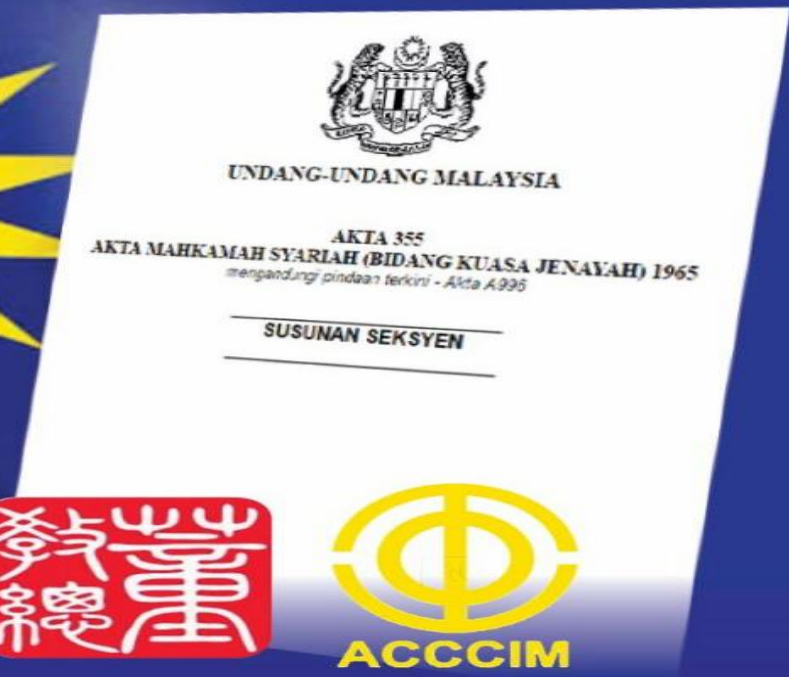 UNDANG-UNDANG MALAYSIA
AKTA 355
AKTA MAHKAMAH SYARIAH (BIDANG KUASA JENAYAH) 1965
mengandungi pindaan terkini - Akta A996
SUSUNAN SEKSYEN
教董
總
ACCCIM